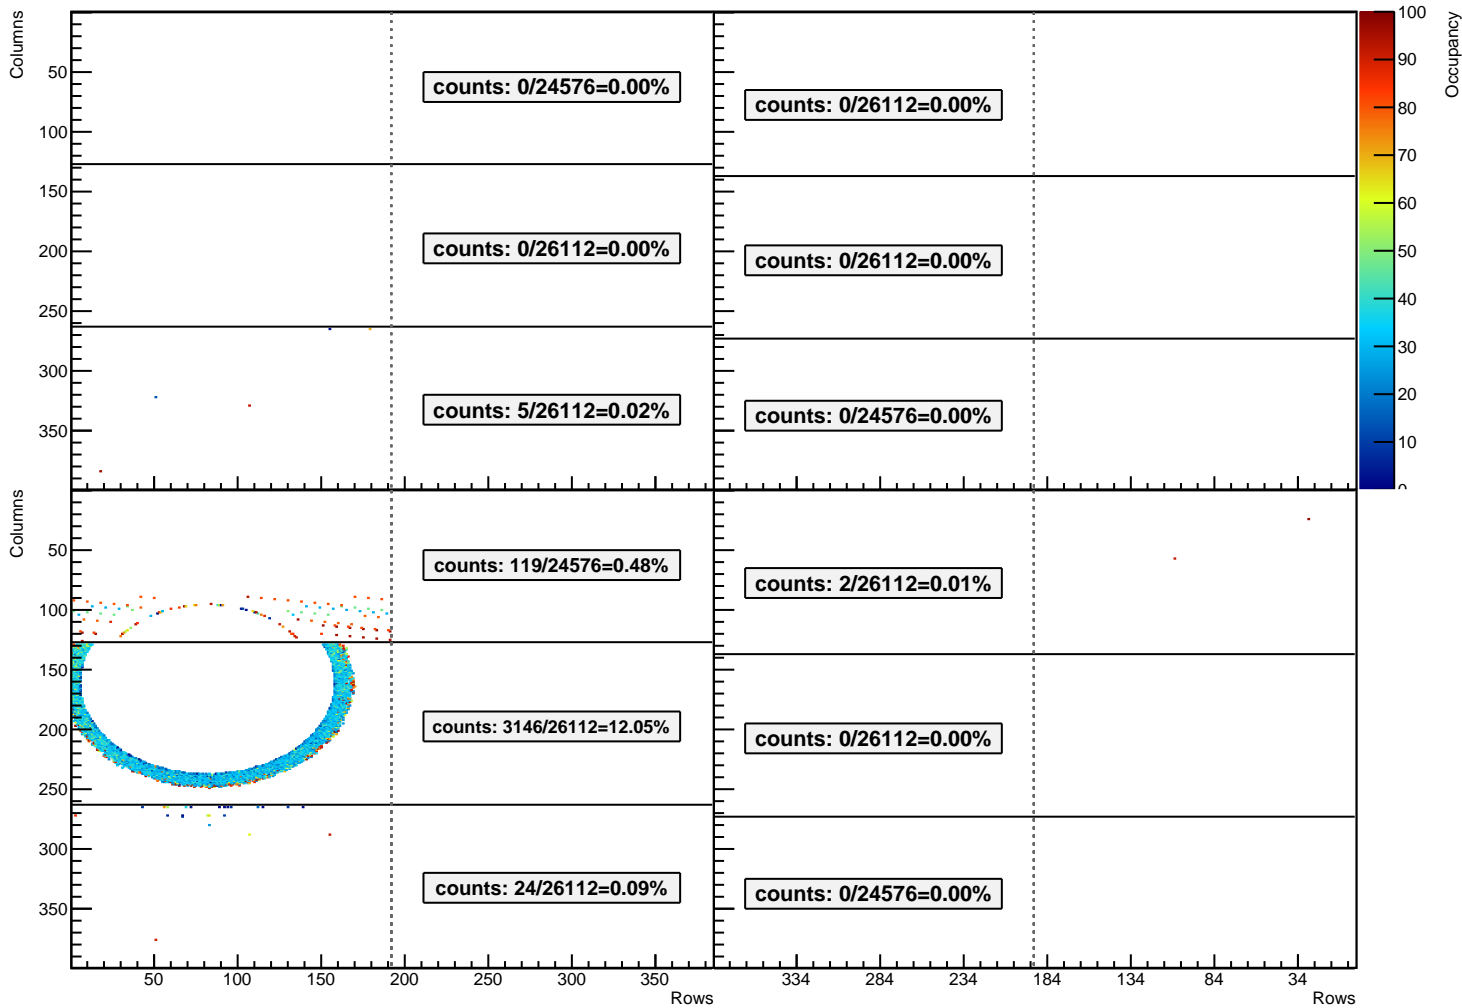 Columns
50
100
150
200
250
300
350
counts: 0/24576=0.00%
counts: 0/26112=0.00%
counts: 5/26112=0.02%
counts: 0/26112=0.00%
counts: 0/26112=0.00%
counts: 0/24576=0.00%
100
90
80
70
60
50
40
30
20
10
0
Occupancy
Columns
50
100
150
200
250
300
350
counts: 119/24576=0.48%
counts: 3146/26112=12.05%
counts: 24/26112=0.09%
50 100 150 200 250 300 350
Rows
counts: 2/26112=0.01%
counts: 0/26112=0.00%
counts: 0/24576=0.00%
334 284 234 184 134 84 34
Rows